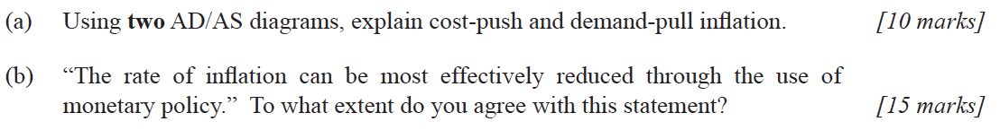 (a) Using two AD/AS diagrams, explain cost-push and demand-pull inflation. [10 marks]
(b) “The rate of inflation can be most effectively reduced through the use of
monetary policy.” To what extent do you agree with this statement? [15 marks]